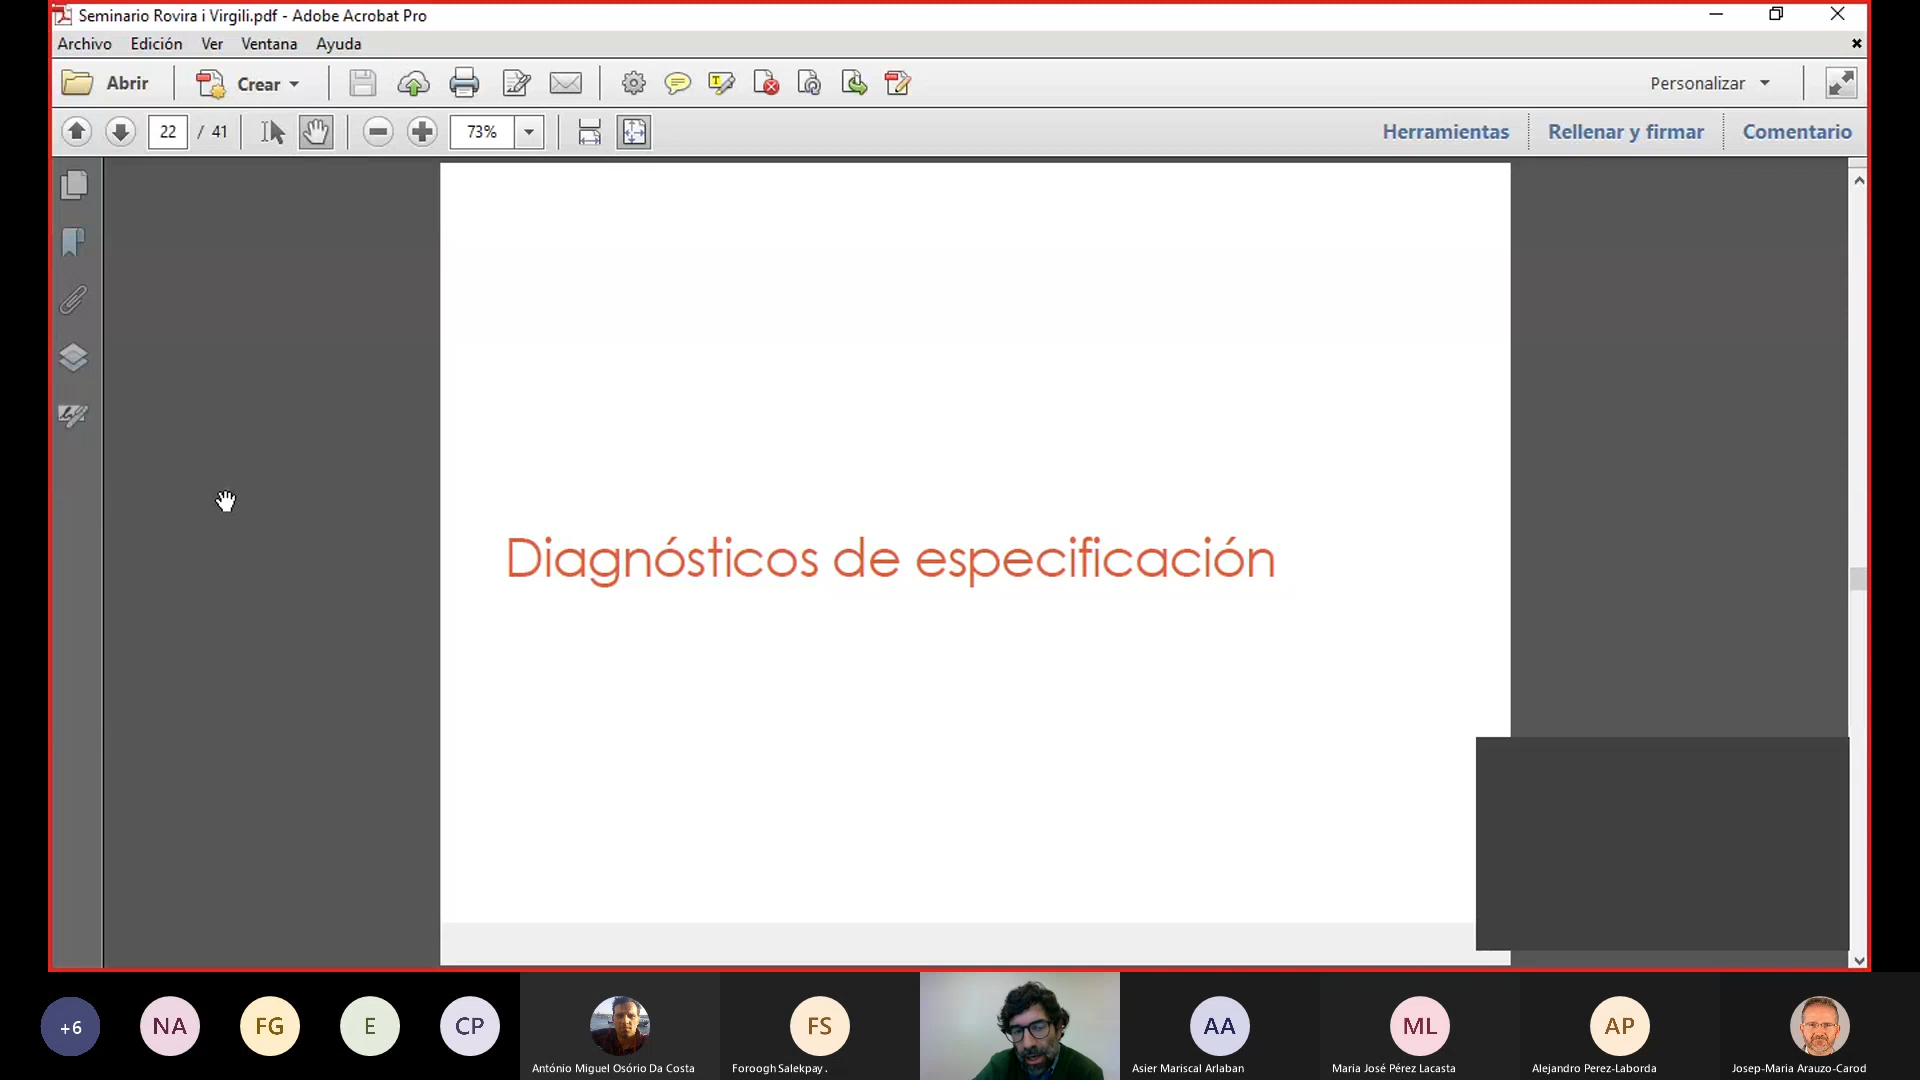 Seminario Rovira i Virgili.pdf - Adobe Acrobat Pro
Archivo Edición Ver Ventana Ayuda
Abrir Crear Personalizar
22 / 41 73% Herramientas Rellenar y firmar Comentario
Diagnósticos de especificación
+6 NA FG E CP FS AA ML AP
António Miguel Osório Da Costa Foroogh Salekpay . Asier Mariscal Arlaban Maria José Pérez Lacasta Alejandro Perez-Laborda Josep-Maria Arauzo-Carod